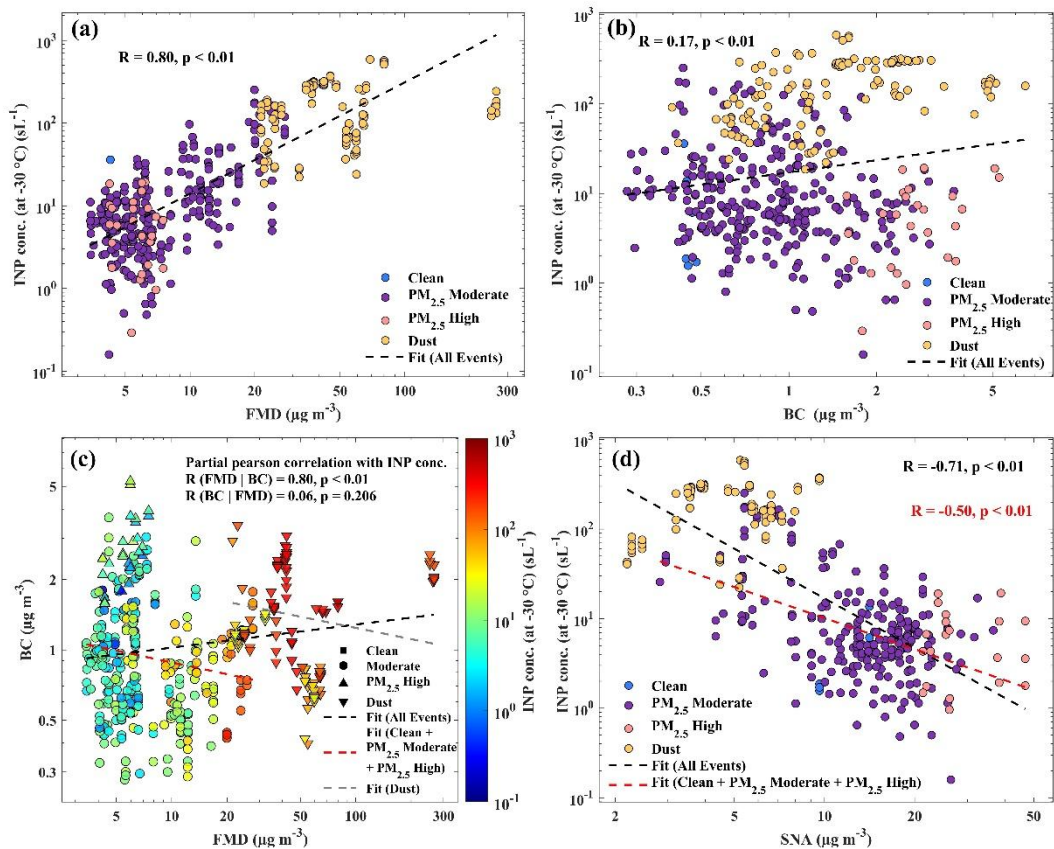 (a)
R = 0.80, p < 0.01
INP conc. (at -30 °C) (sL⁻¹)
10³
10²
10¹
10⁰
10⁻¹
Clean
PM₂.₅ Moderate
PM₂.₅ High
Dust
Fit (All Events)
5 10 20 50 100 300
FMD (µg m⁻³)
(b)
R = 0.17, p < 0.01
INP conc. (at -30 °C) (sL⁻¹)
10³
10²
10¹
10⁰
10⁻¹
Clean
PM₂.₅ Moderate
PM₂.₅ High
Dust
Fit (All Events)
0.3 0.5 1 2 5
BC (µg m⁻³)
(c)
Partial pearson correlation with INP conc.
R (FMD | BC) = 0.80, p < 0.01
R (BC | FMD) = 0.06, p = 0.206
BC (µg m⁻³)
5
2
1
0.5
0.3
Clean
Moderate
PM₂.₅ High
Dust
Fit (All Events)
Fit (Clean +
PM₂.₅ Moderate
+ PM₂.₅ High)
Fit (Dust)
5 10 20 50 100 300
FMD (µg m⁻³)
10³
10²
10¹
10⁰
10⁻¹
INP conc. (at -30 °C) (sL⁻¹)
(d)
R = -0.71, p < 0.01
R = -0.50, p < 0.01
INP conc. (at -30 °C) (sL⁻¹)
10³
10²
10¹
10⁰
10⁻¹
Clean
PM₂.₅ Moderate
PM₂.₅ High
Dust
Fit (All Events)
Fit (Clean + PM₂.₅ Moderate + PM₂.₅ High)
2 5 10 20 50
SNA (µg m⁻³)